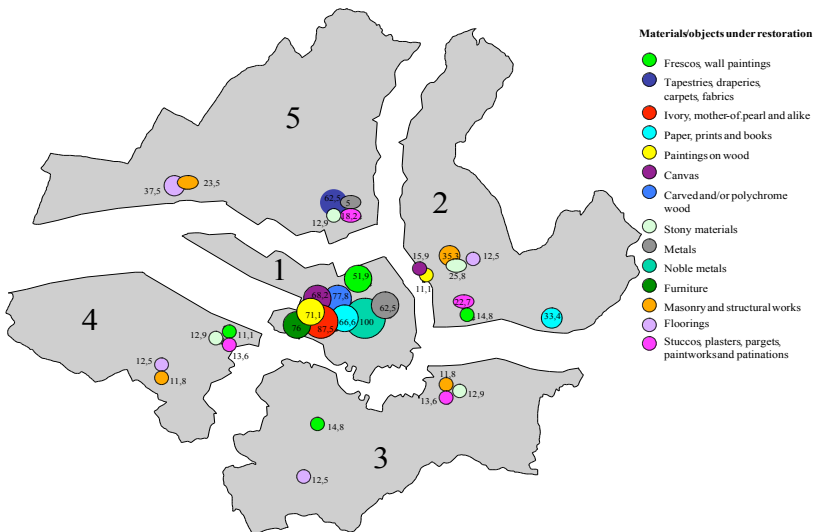 Materials/objects under restoration
Frescos, wall paintings
Tapestries, draperies,
carpets, fabrics
Ivory, mother-of.pearl and alike
Paper, prints and books
Paintings on wood
Canvas
Carved and/or polychrome
wood
Stony materials
Metals
Noble metals
Furniture
Masonry and structural works
Floorings
Stuccos, plasters, pargets,
paintworks and patinations
5
37,5
23,5
62,5
5
12,9
18,2
2
15,9
35,1
12,5
11,1
25,8
22,7
14,8
33,4
1
51,9
68,2
77,8
62,5
71,1
76
87,5
66,6
100
4
12,9
11,1
13,6
12,5
11,8
11,8
13,6
12,9
14,8
3
12,5